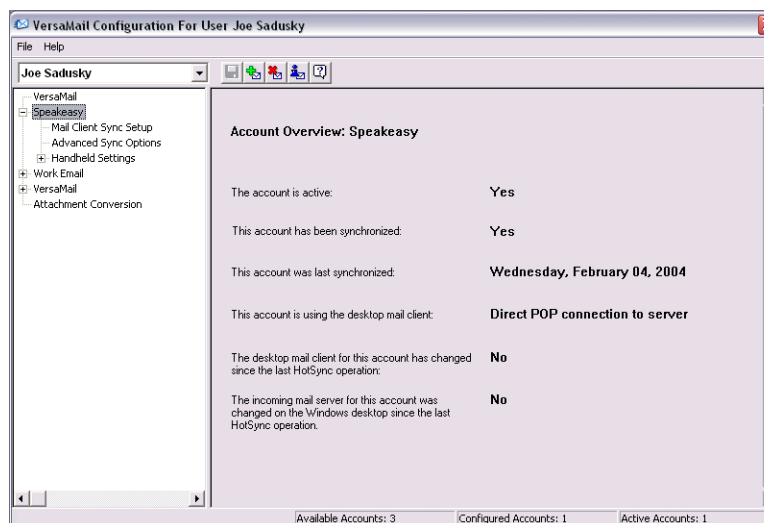 VersaMail Configuration For User Joe Sadusky
File Help
Joe Sadusky
VersaMail
Speakeasy
Mail Client Sync Setup
Advanced Sync Options
Handheld Settings
Work Email
VersaMail
Attachment Conversion
Account Overview: Speakeasy
The account is active: Yes
This account has been synchronized: Yes
This account was last synchronized: Wednesday, February 04, 2004
This account is using the desktop mail client: Direct POP connection to server
The desktop mail client for this account has changed No
since the last HotSync operation:
The incoming mail server for this account was No
changed on the Windows desktop since the last
HotSync operation.
Available Accounts: 3 Configured Accounts: 1 Active Accounts: 1